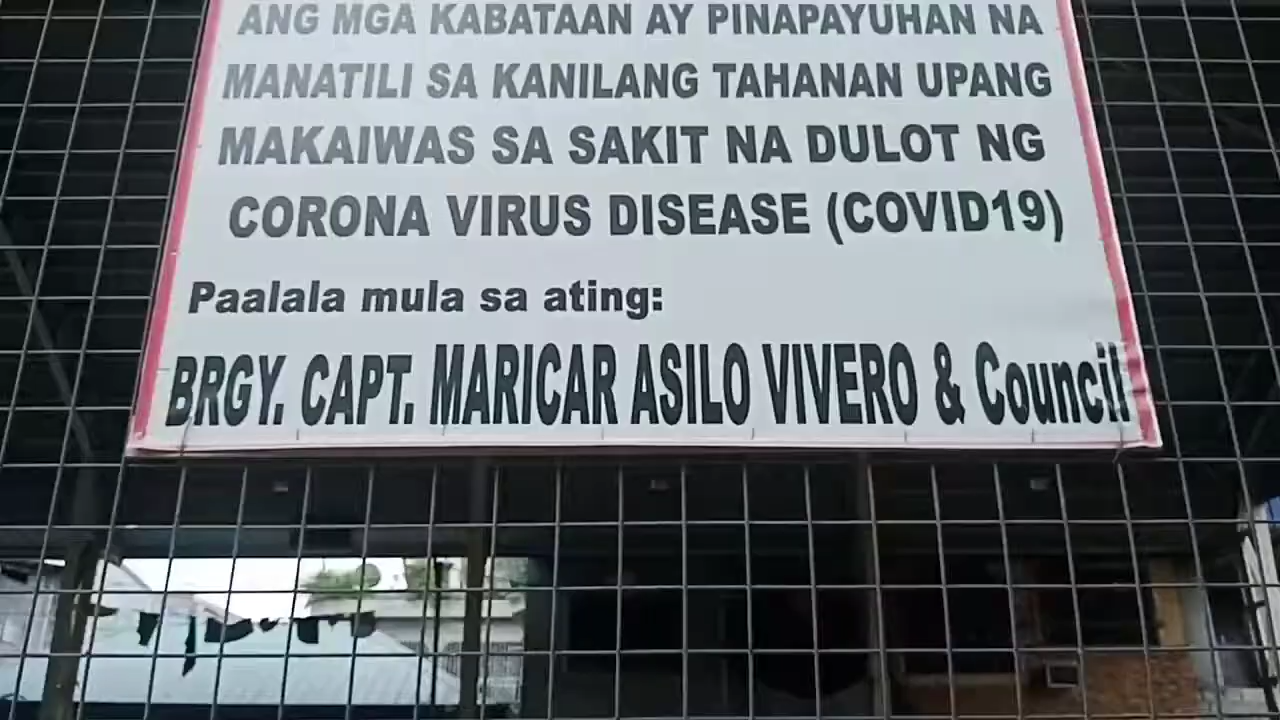 ANG MGA KABATAAN AY PINAPAYUHAN NA
MANATILI SA KANILANG TAHANAN UPANG
MAKAIWAS SA SAKIT NA DULOT NG
CORONA VIRUS DISEASE (COVID19)
Paalala mula sa ating:
BRGY. CAPT. MARICAR ASILO VIVERO & Council